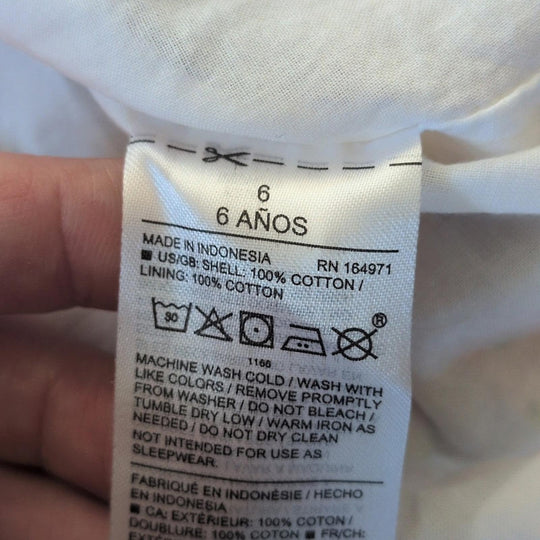 6
6 AÑOS
MADE IN INDONESIA RN 164971
US/GB: SHELL: 100% COTTON /
LINING: 100% COTTON
30
®
1166
MACHINE WASH COLD / WASH WITH
LIKE COLORS / REMOVE PROMPTLY
FROM WASHER / DO NOT BLEACH /
TUMBLE DRY LOW / WARM IRON AS
NEEDED / DO NOT DRY CLEAN
NOT INTENDED FOR USE AS
SLEEPWEAR.
FABRIQUÉ EN INDONÉSIE / HECHO
EN INDONESIA
CA: EXTÉRIEUR: 100% COTON /
DOUBLURE: 100% COTON FR/CH: